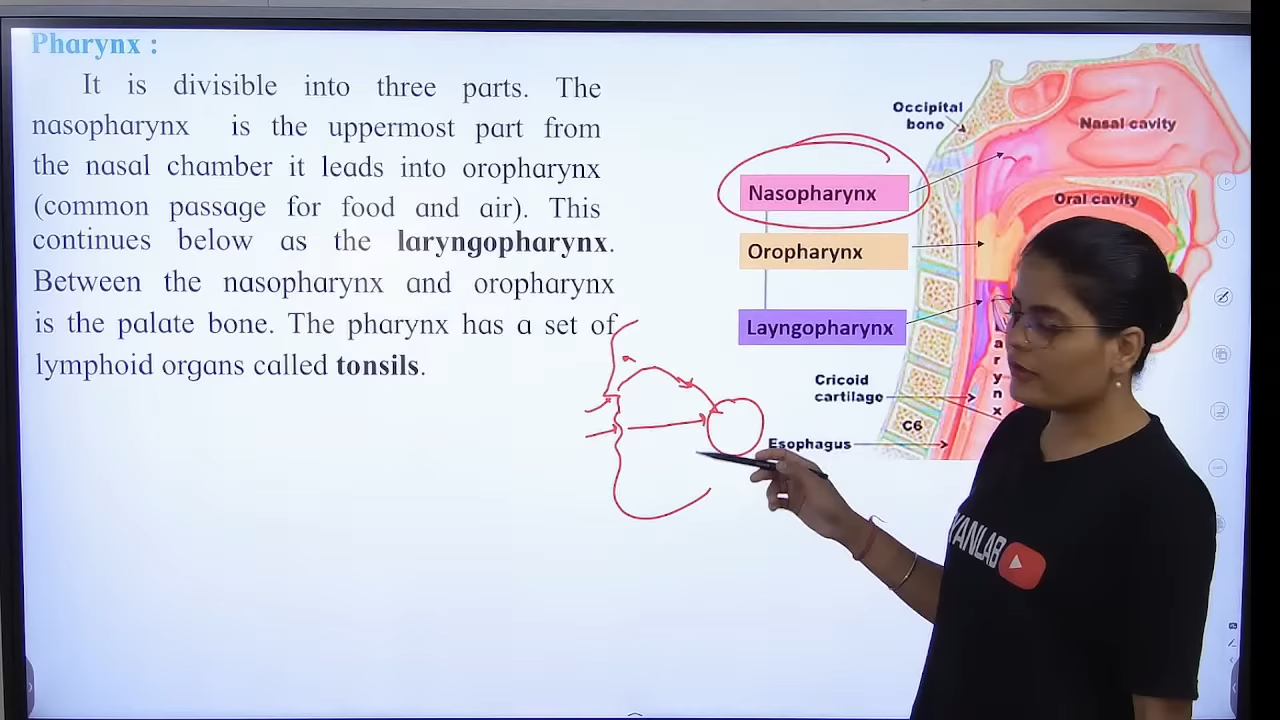 Pharynx :
It is divisible into three parts. The
nasopharynx is the uppermost part from
the nasal chamber it leads into oropharynx
(common passage for food and air). This
continues below as the laryngopharynx.
Between the nasopharynx and oropharynx
is the palate bone. The pharynx has a set of
lymphoid organs called tonsils.
Occipital
bone
Nasal cavity
Nasopharynx
Oral cavity
Oropharynx
Layngopharynx
a
r
y
n
x
Cricoid
cartilage
C6
Esophagus
YANLAB